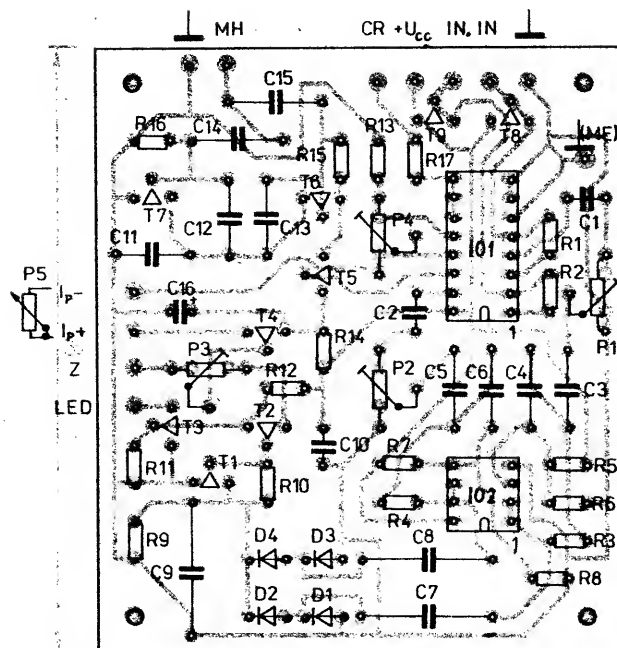 MH CR +Ucc IN. IN
C15
R16 C14 R13 T9 T8
R15 R17 (ME)
T6
T7 C12 C13 P4 C1
C11 IO1 R1
P5 Ip- T5 R2
C16
Ip+ T4 C2 1 R1
R14
Z P3 R12 P2 C5 C6 C4 C3
LED
T3 T2
C10
R11 T1 R10 R7 IO2 R5
R4 R6
R9 D4 D3 C8 1 R3
C9 R8
D2 D1 C7